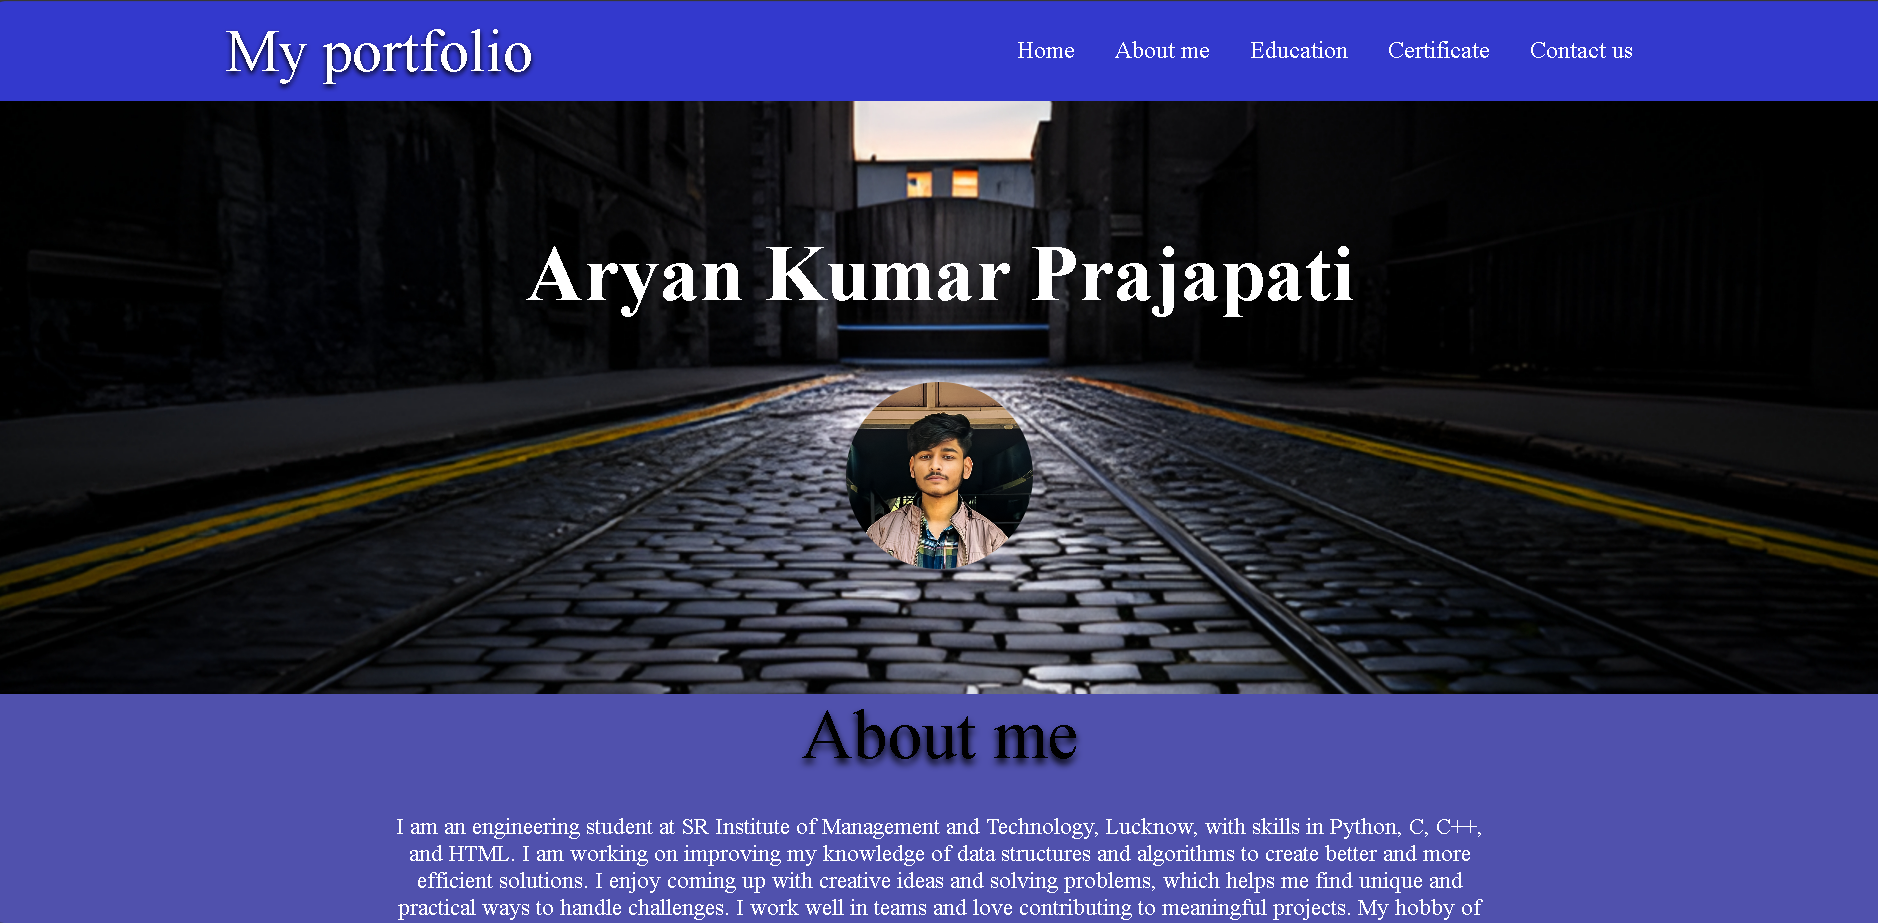 My portfolio
Home About me Education Certificate Contact us
Aryan Kumar Prajapati
About me
I am an engineering student at SR Institute of Management and Technology, Lucknow, with skills in Python, C, C++,
and HTML. I am working on improving my knowledge of data structures and algorithms to create better and more
efficient solutions. I enjoy coming up with creative ideas and solving problems, which helps me find unique and
practical ways to handle challenges. I work well in teams and love contributing to meaningful projects. My hobby of